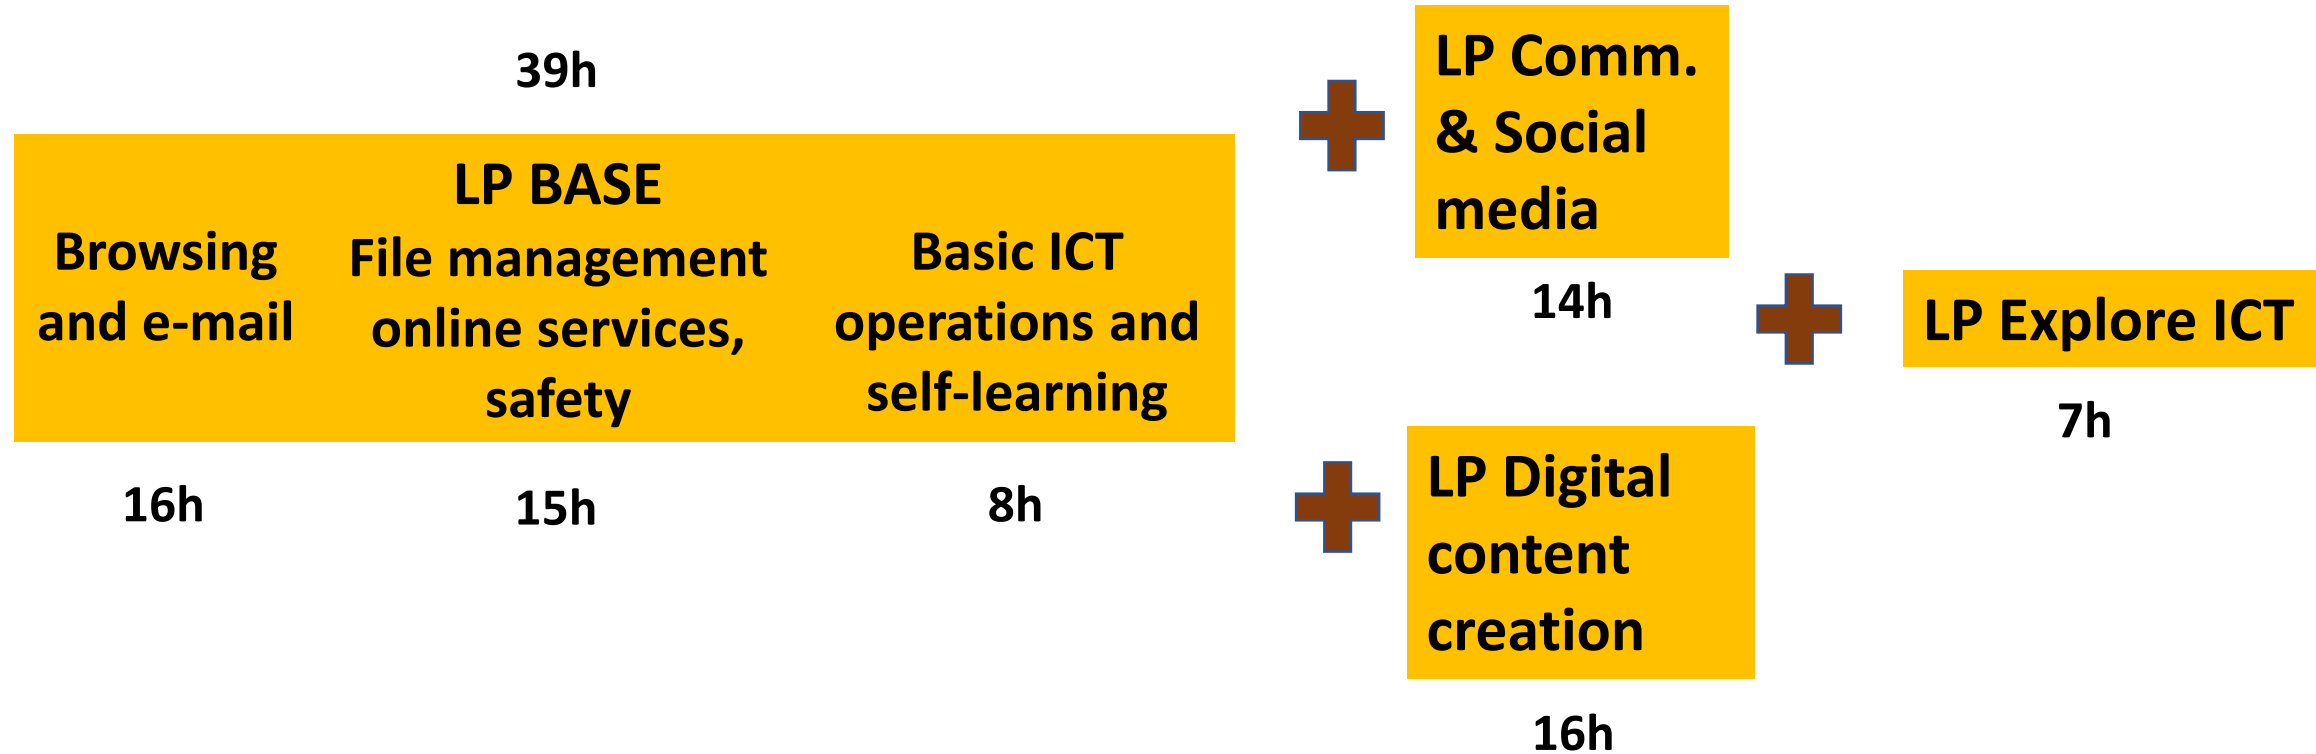 39h
LP BASE
Browsing
and e-mail
File management
online services,
safety
Basic ICT
operations and
self-learning
16h
15h
8h
LP Comm.
& Social
media
14h
LP Digital
content
creation
16h
LP Explore ICT
7h